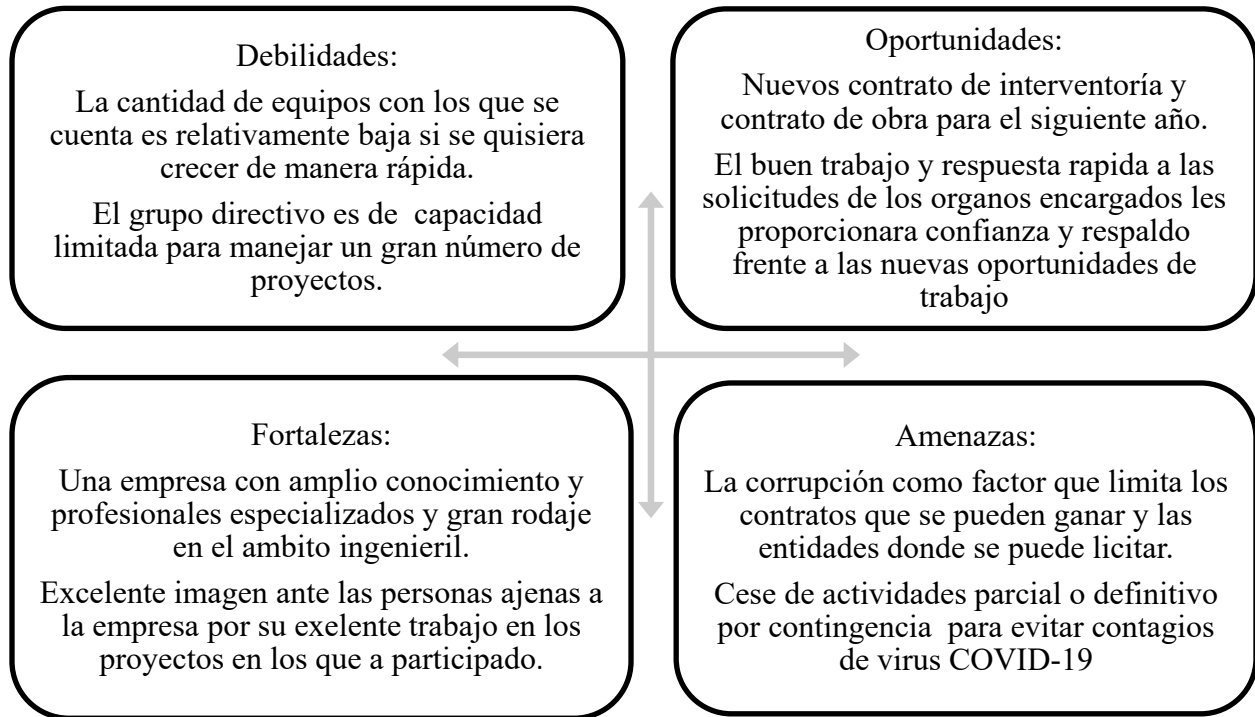 Debilidades:
La cantidad de equipos con los que se
cuenta es relativamente baja si se quisiera
crecer de manera rápida.
El grupo directivo es de  capacidad
limitada para manejar un gran número de
proyectos.
Oportunidades:
Nuevos contrato de interventoría y
contrato de obra para el siguiente año.
El buen trabajo y respuesta rapida a las
solicitudes de los organos encargados les
proporcionara confianza y respaldo
frente a las nuevas oportunidades de
trabajo
Fortalezas:
Una empresa con amplio conocimiento y
profesionales especializados y gran rodaje
en el ambito ingenieril.
Excelente imagen ante las personas ajenas a
la empresa por su exelente trabajo en los
proyectos en los que a participado.
Amenazas:
La corrupción como factor que limita los
contratos que se pueden ganar y las
entidades donde se puede licitar.
Cese de actividades parcial o definitivo
por contingencia  para evitar contagios
de virus COVID-19